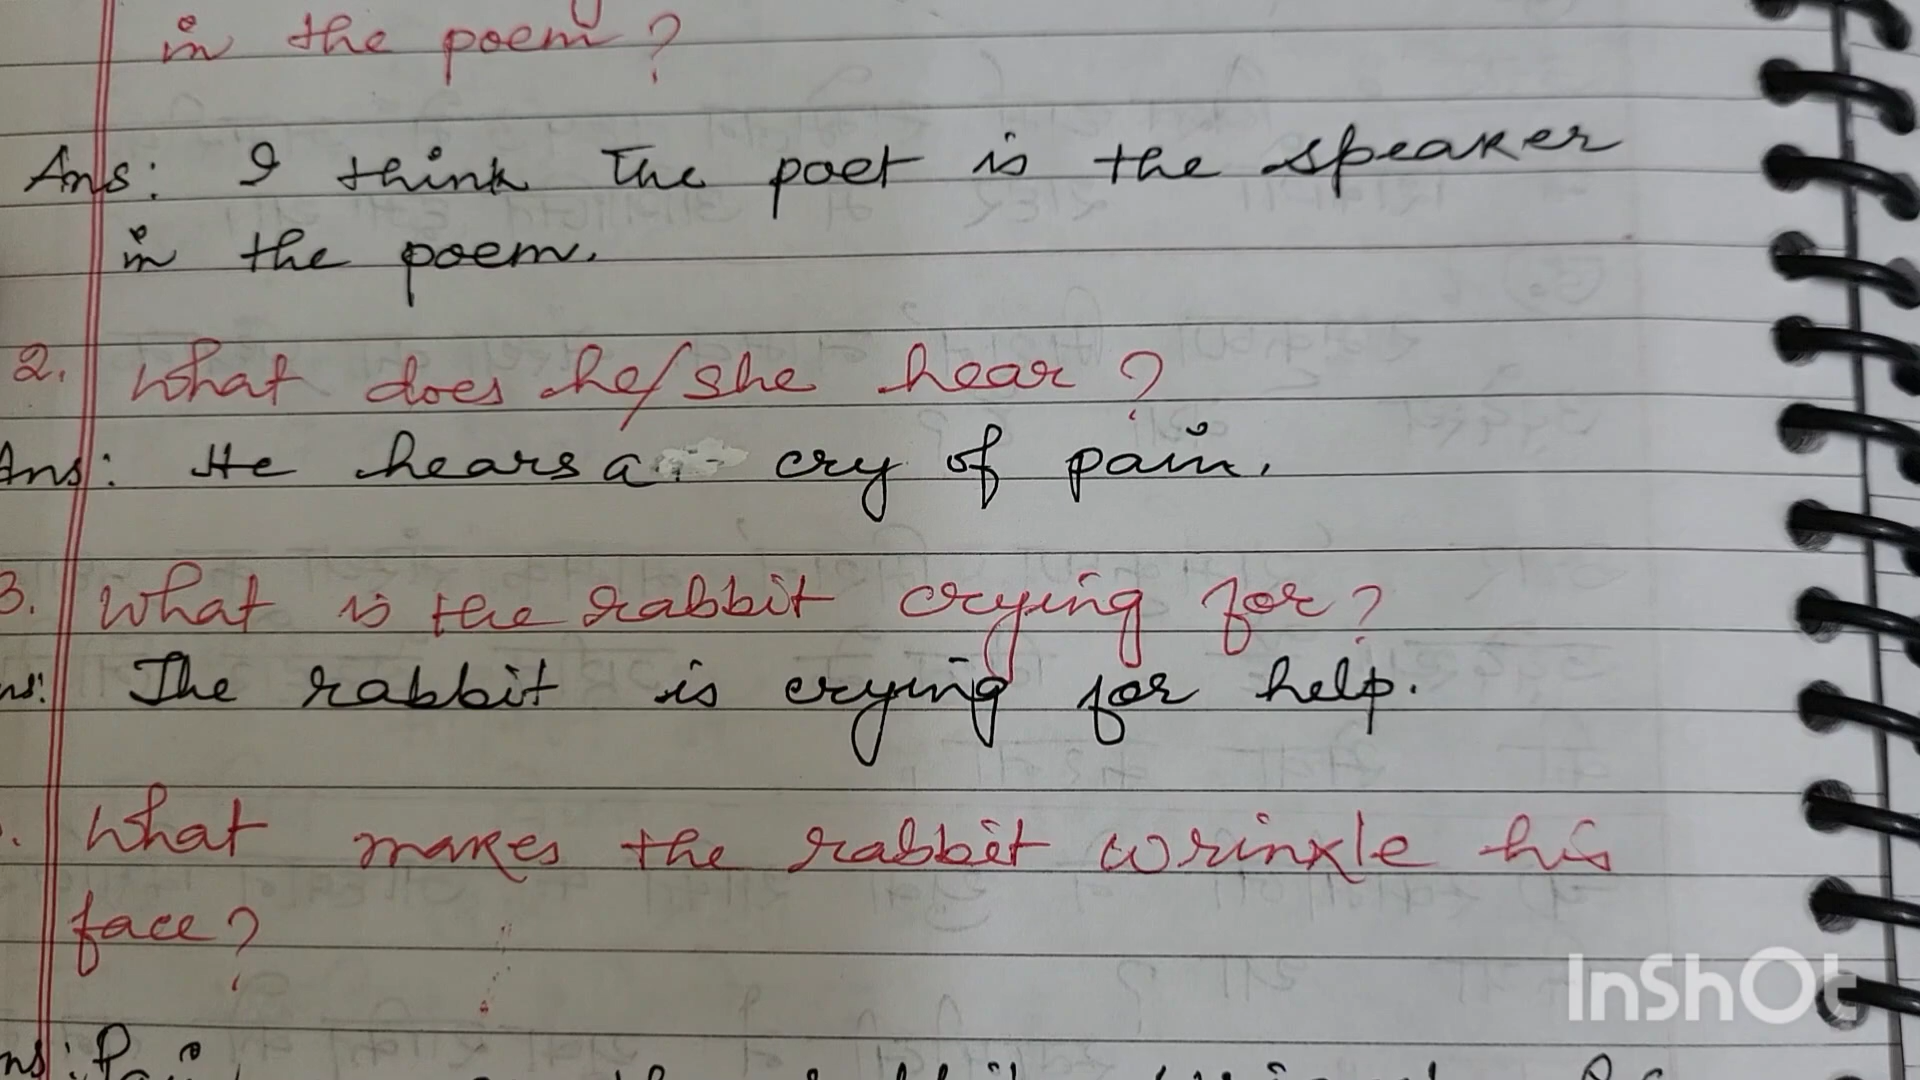 in the poem?
Ans: I think The poet is the speaker
in the poem.
2. What does he/she hear?
Ans: He hears a cry of pain.
3. What is the rabbit crying for?
ns: The rabbit is crying for help.
. What makes the rabbit wrinkle his
face?
InShOt
ns: